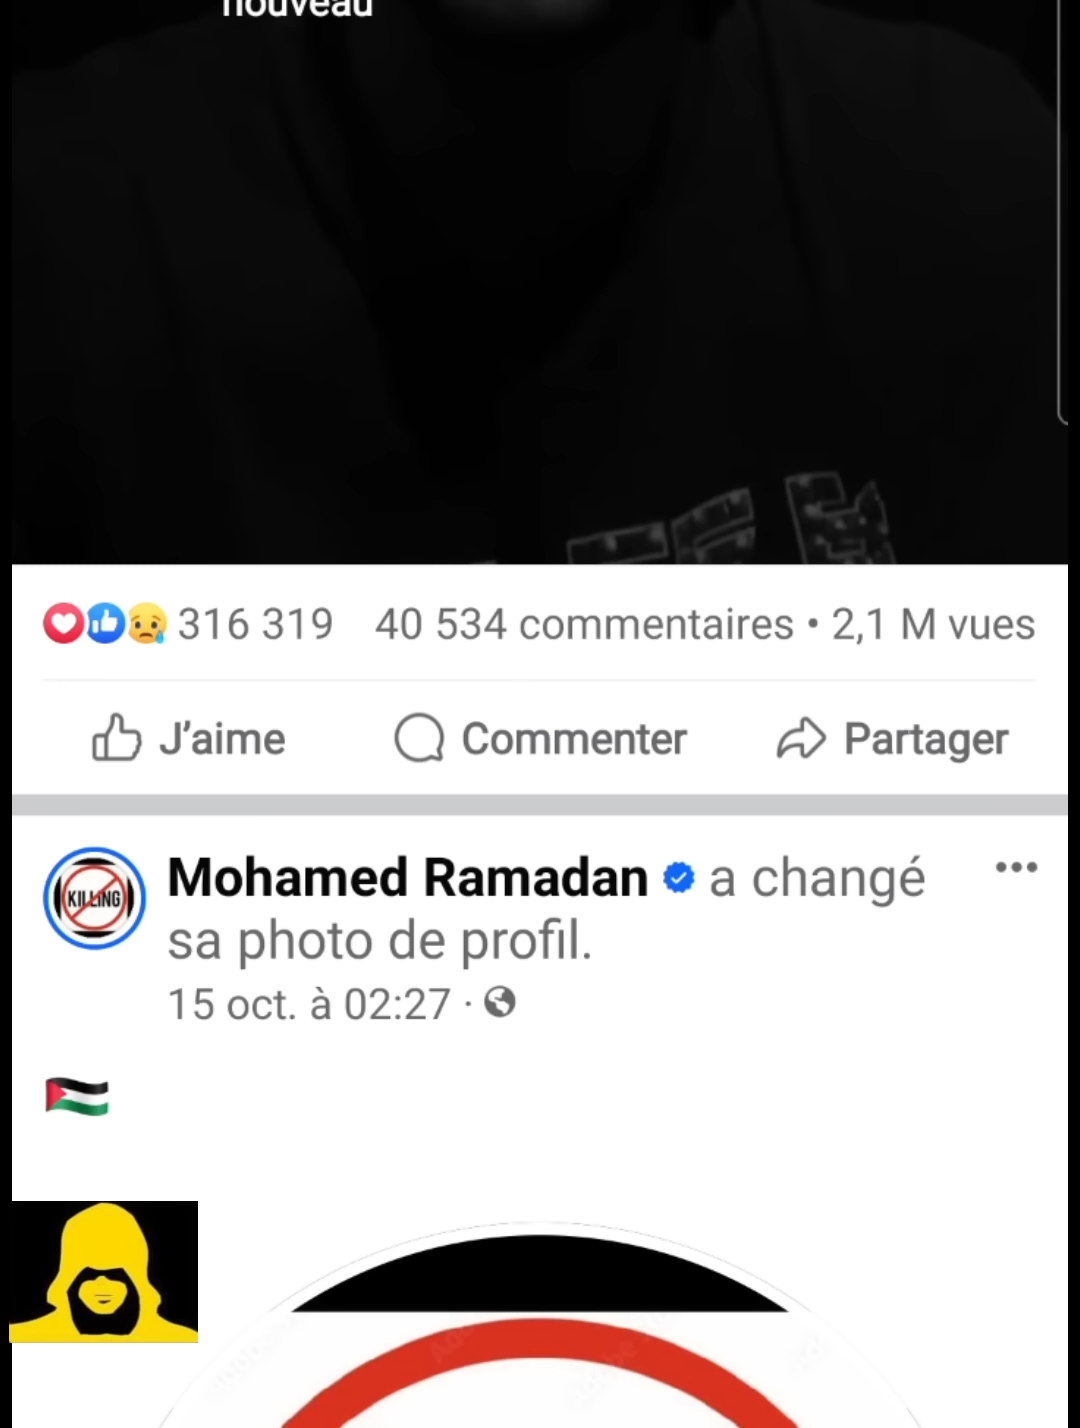 nouveau
316 319 40 534 commentaires • 2,1 M vues
J'aime Commenter Partager
Mohamed Ramadan a changé
sa photo de profil.
15 oct. à 02:27 ·
KILLING